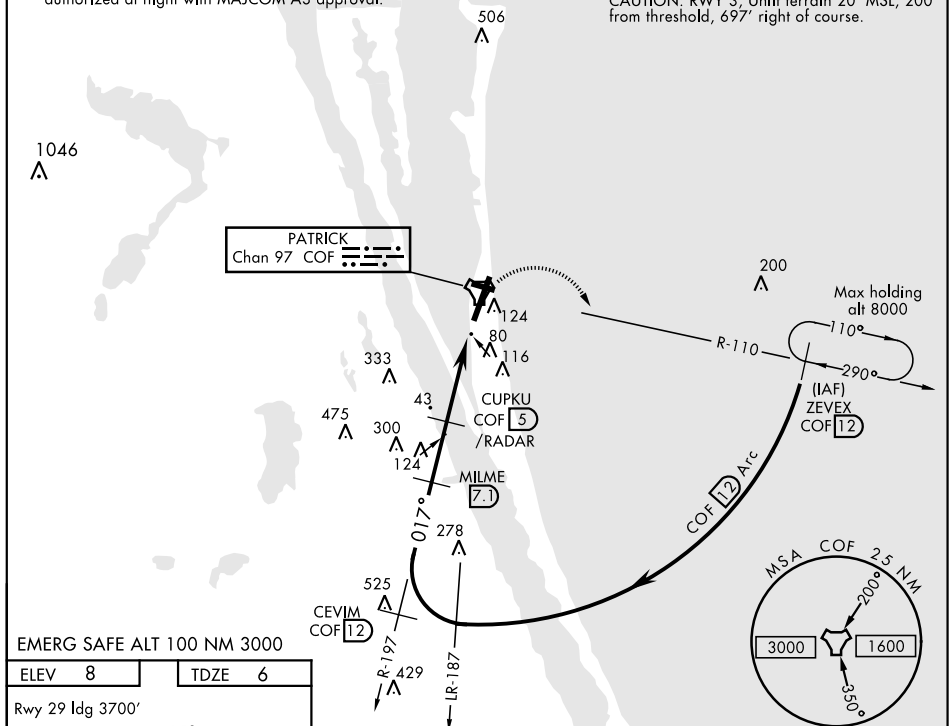 authorized at night with MAJCOM A3 approval.
CAUTION: RWY 3, Unlit terrain 20' MSL, 200'
from threshold, 697' right of course.
506
1046
PATRICK
Chan 97 COF
200
Max holding
alt 8000
124
110°
R-110
80
290°
116
333
(IAF)
ZEVEX
COF 12
43
CUPKU
COF 5
/RADAR
475
300
124
MILME
7.1
COF 12 Arc
017°
278
MSA COF 25 NM
525
200°
CEVIM
COF 12
3000
1600
EMERG SAFE ALT 100 NM 3000
R-197
LR-187
350°
ELEV 8
TDZE 6
429
Rwy 29 ldg 3700'